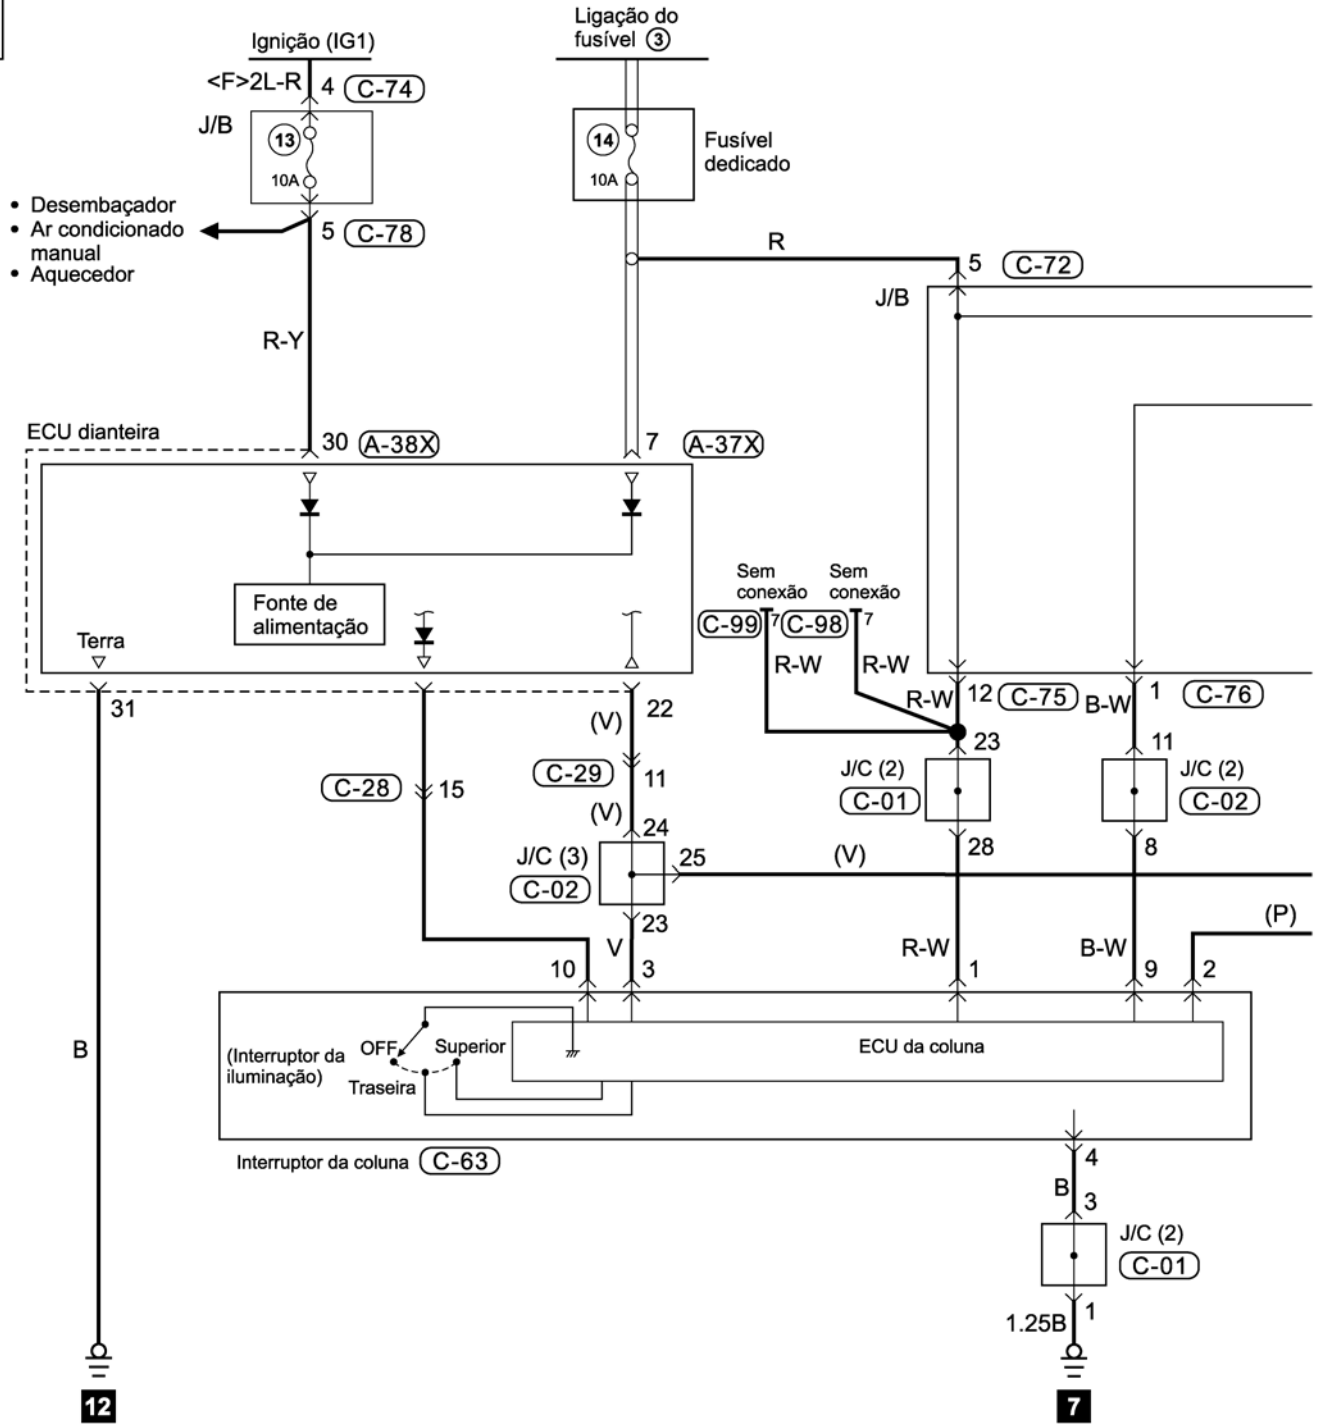 Ligação do
fusível ③
Ignição (IG1)
<F>2L-R 4 C-74
J/B
13
10A
14
10A
Fusível
dedicado
• Desembaçador
• Ar condicionado
manual
• Aquecedor
5 C-78
R
5 C-72
J/B
R-Y
ECU dianteira
30 A-38X
7 A-37X
Fonte de
alimentação
Terra
Sem
conexão
Sem
conexão
C-99 7 C-98 7
R-W R-W
R-W 12 C-75
B-W 1 C-76
31
22
(V)
23
11
C-28 15
C-29
11
(V)
24
J/C (2)
C-01
J/C (2)
C-02
J/C (3)
C-02
25
(V)
28
8
23
V
(P)
R-W
B-W
10 3 1 9 2
B
(Interruptor da
iluminação)
OFF
Superior
Traseira
ECU da coluna
Interruptor da coluna C-63
4
B
3
J/C (2)
C-01
1
1.25B
12
7